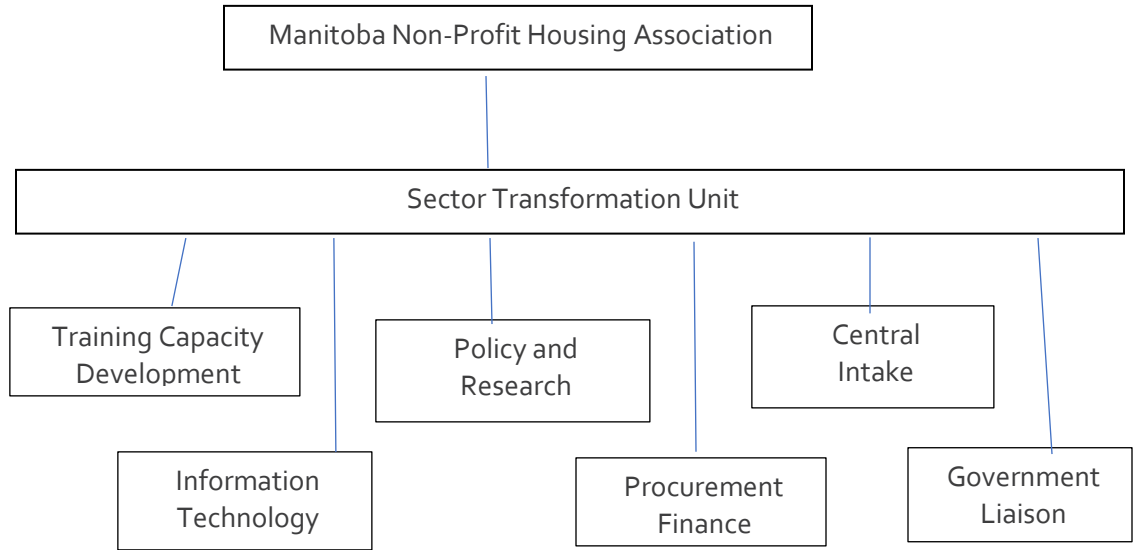 Manitoba Non-Profit Housing Association
Sector Transformation Unit
Training Capacity
Development
Policy and
Research
Central
Intake
Information
Technology
Procurement
Finance
Government
Liaison